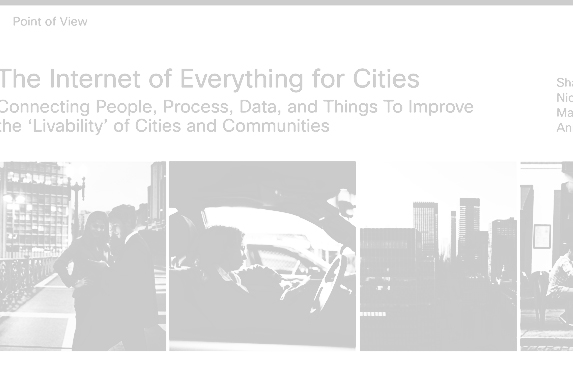 Point of View
The Internet of Everything for Cities
Connecting People, Process, Data, and Things To Improve
the ‘Livability’ of Cities and Communities